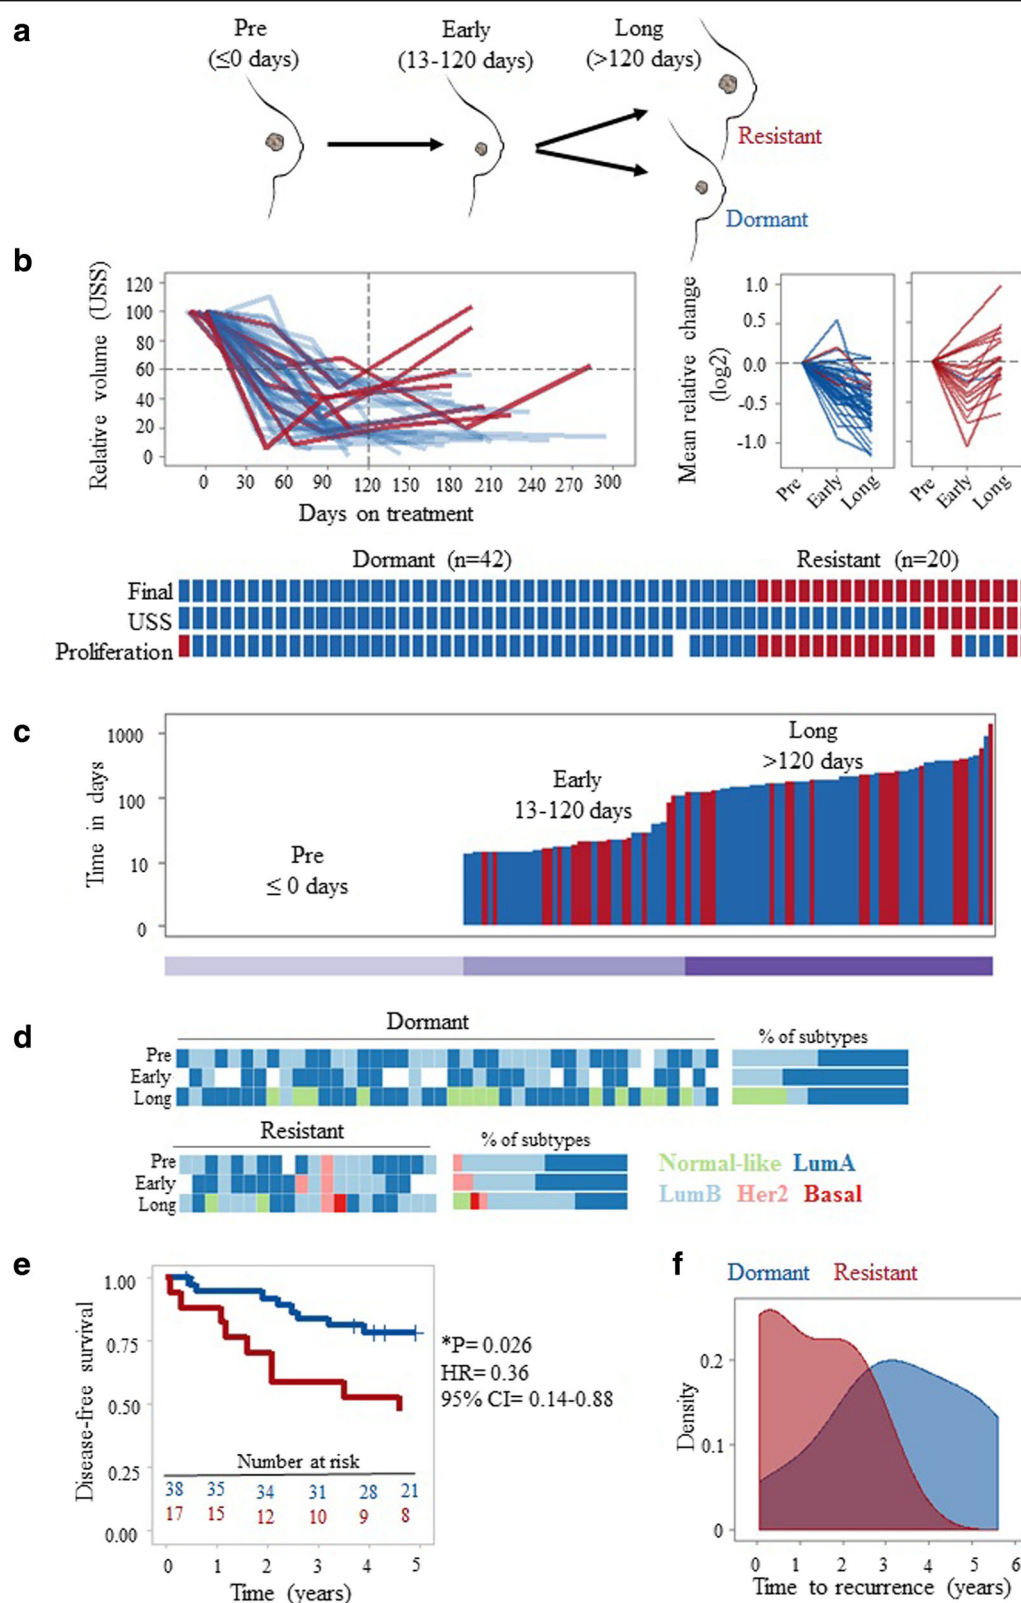 a
Pre
(≤0 days)
Early
(13-120 days)
Long
(>120 days)
Resistant
Dormant
b
Relative volume (USS)
120
100
80
60
40
20
0
0 30 60 90 120 150 180 210 240 270 300
Days on treatment
Mean relative change
(log2)
1.0
0.5
0.0
-0.5
-1.0
Pre Early Long
Pre Early Long
Dormant (n=42)
Resistant (n=20)
Final
USS
Proliferation
c
Time in days
1000
100
10
0
Pre
≤ 0 days
Early
13-120 days
Long
>120 days
d
Dormant
% of subtypes
Pre
Early
Long
Resistant
% of subtypes
Pre
Early
Long
Normal-like LumA
LumB Her2 Basal
e
Disease-free survival
1.00
0.75
0.50
0.25
0.00
*P= 0.026
HR= 0.36
95% CI= 0.14-0.88
Number at risk
38 35 34 31 28 21
17 15 12 10 9 8
0 1 2 3 4 5
Time (years)
f
Dormant Resistant
Density
0.2
0.1
0
0 1 2 3 4 5 6
Time to recurrence (years)